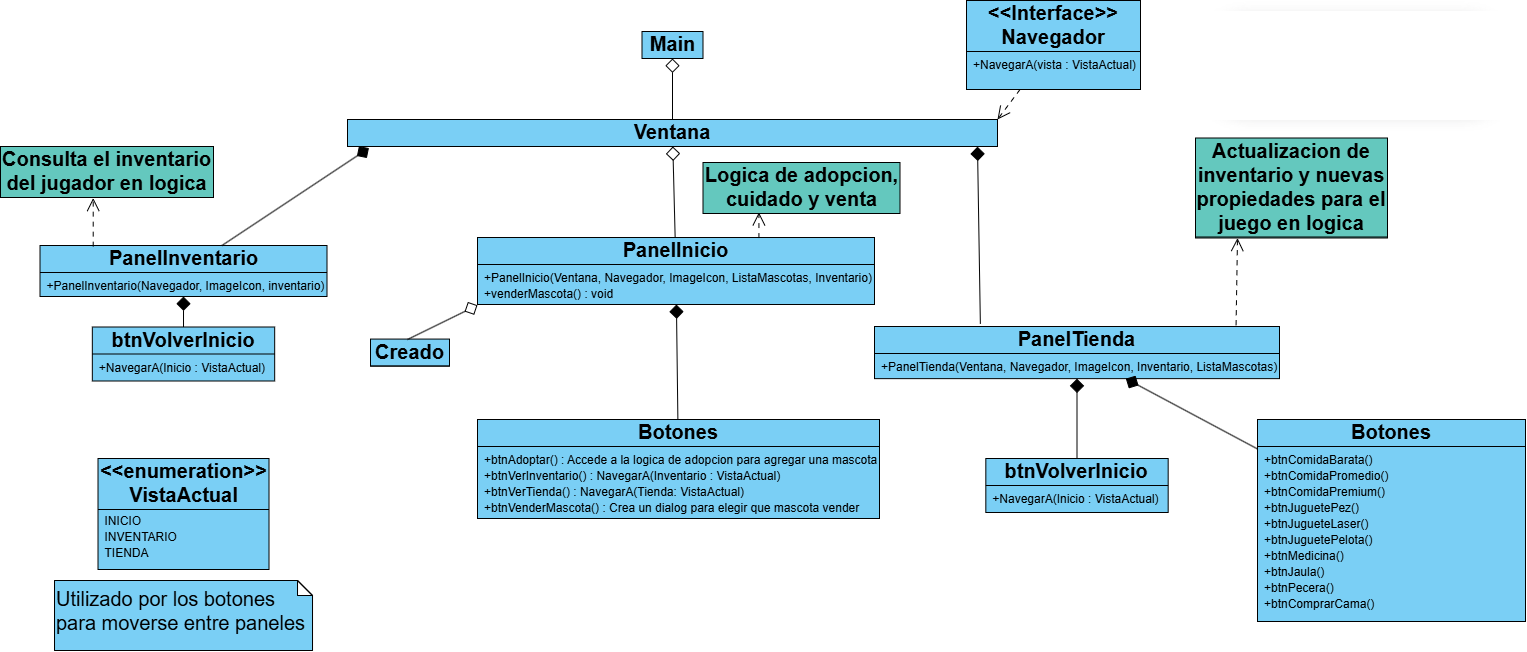 <<Interface>>
Navegador
+NavegarA(vista : VistaActual)
Main
Ventana
Consulta el inventario
del jugador en logica
Logica de adopcion,
cuidado y venta
Actualizacion de
inventario y nuevas
propiedades para el
juego en logica
PanelInventario
+PanelInventario(Navegador, ImageIcon, inventario)
PanelInicio
+PanelInicio(Ventana, Navegador, ImageIcon, ListaMascotas, Inventario)
+venderMascota() : void
btnVolverInicio
+NavegarA(Inicio : VistaActual)
Creado
PanelTienda
+PanelTienda(Ventana, Navegador, ImageIcon, Inventario, ListaMascotas)
Botones
+btnAdoptar() : Accede a la logica de adopcion para agregar una mascota
+btnVerInventario() : NavegarA(Inventario : VistaActual)
+btnVerTienda() : NavegarA(Tienda: VistaActual)
+btnVenderMascota() : Crea un dialog para elegir que mascota vender
btnVolverInicio
+NavegarA(Inicio : VistaActual)
Botones
+btnComidaBarata()
+btnComidaPromedio()
+btnComidaPremium()
+btnJuguetePez()
+btnJugueteLaser()
+btnJuguetePelota()
+btnMedicina()
+btnJaula()
+btnPecera()
+btnComprarCama()
<<enumeration>>
VistaActual
INICIO
INVENTARIO
TIENDA
Utilizado por los botones
para moverse entre paneles